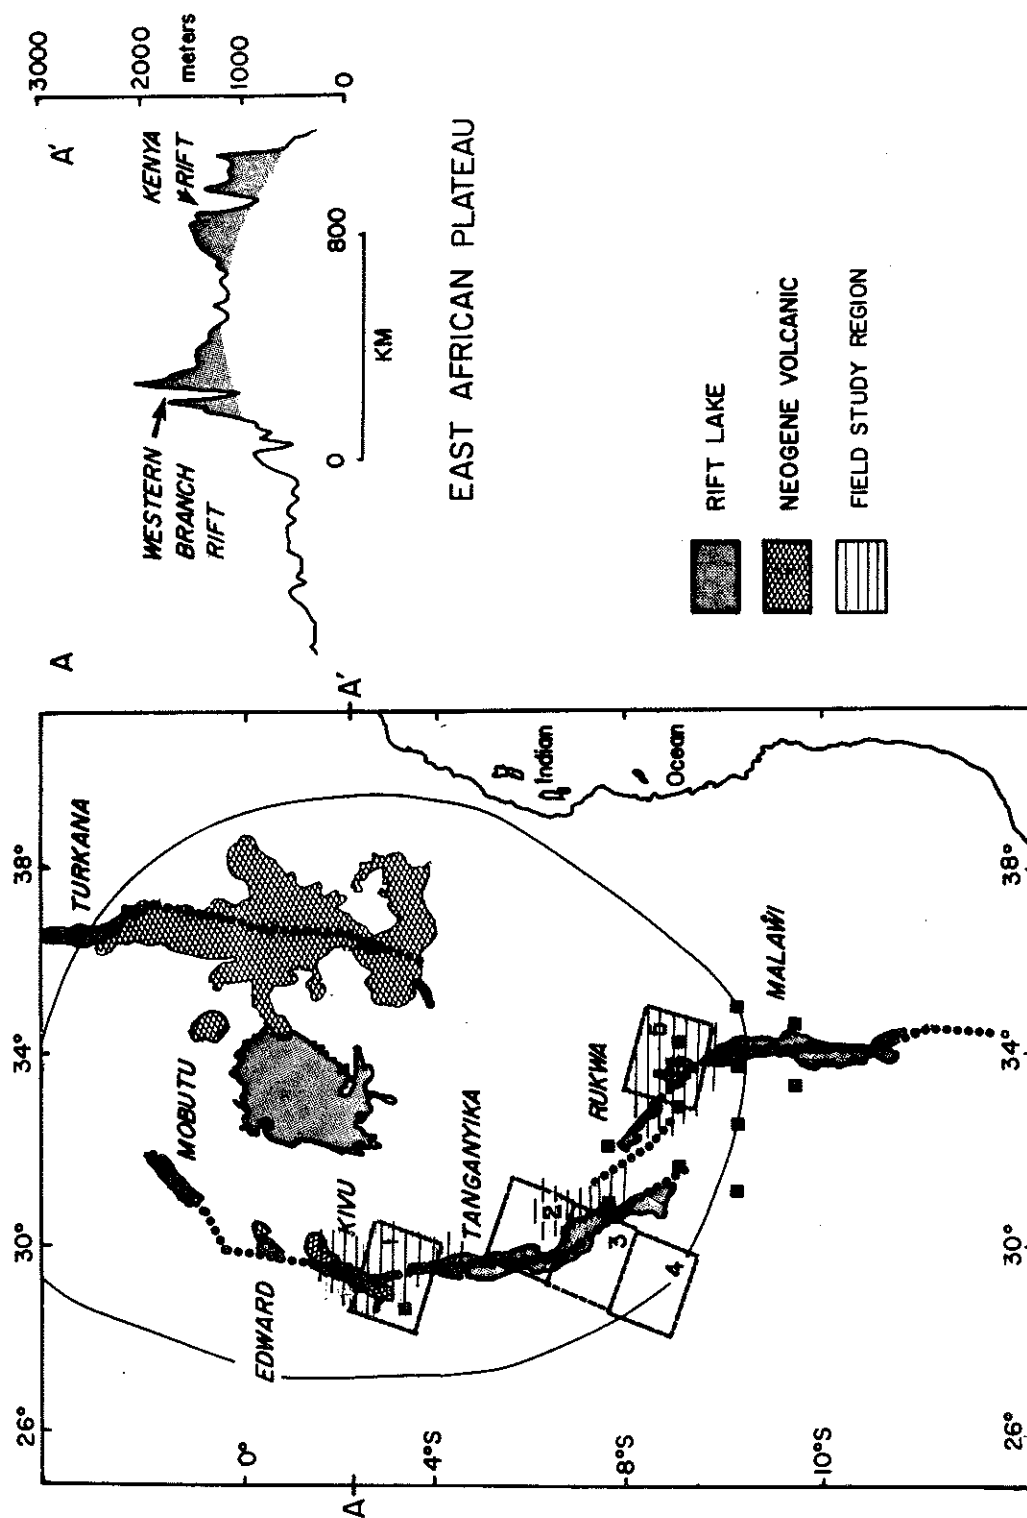 A
A'
3000
2000
meters
1000
0
WESTERN
BRANCH
RIFT
KENYA
RIFT
0
800
KM
EAST AFRICAN PLATEAU
RIFT LAKE
NEOGENE VOLCANIC
FIELD STUDY REGION
26°
30°
34°
38°
0°
4°S
8°S
10°S
A
A'
TURKANA
MOBUTU
EDWARD
KIVU
TANGANYIKA
RUKWA
MALAWI
Indian
Ocean
1
2
3
4
5
26°
30°
34°
38°